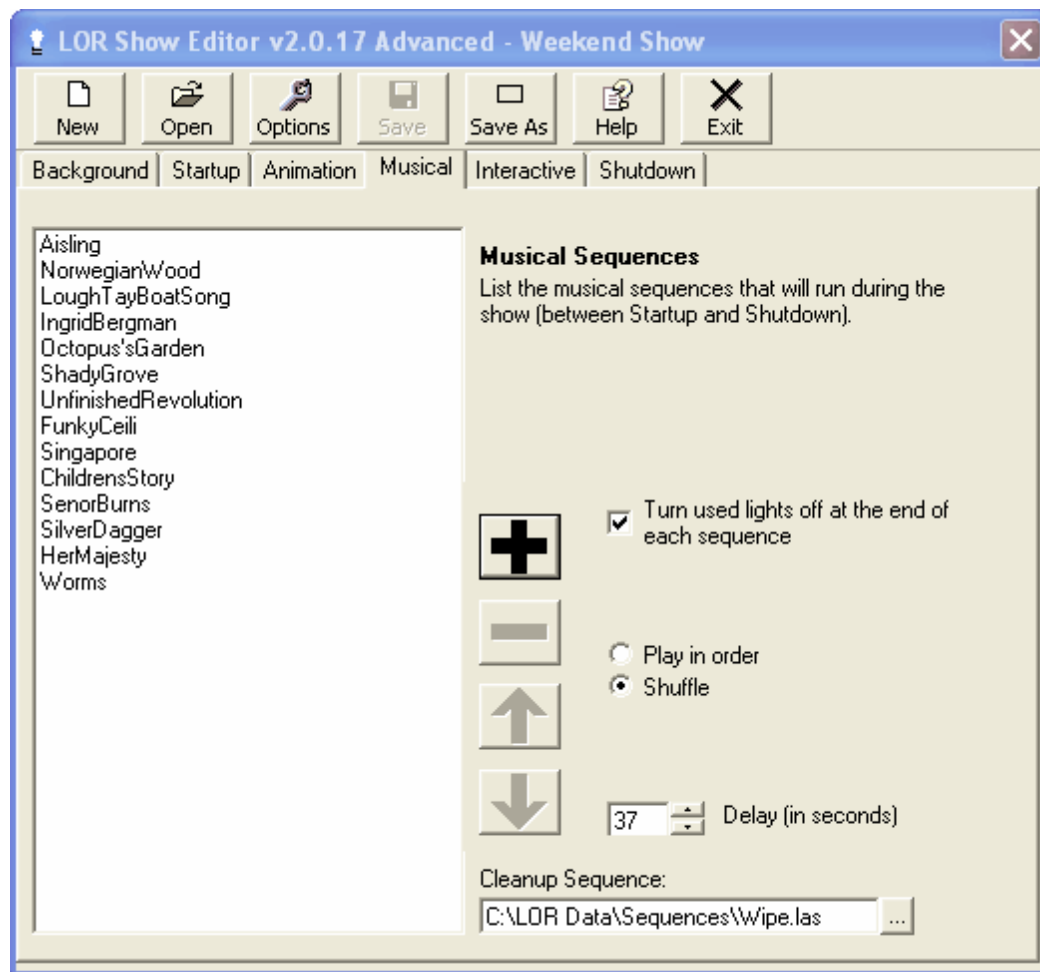 LOR Show Editor v2.0.17 Advanced - Weekend Show
New Open Options Save Save As Help Exit
Background Startup Animation Musical Interactive Shutdown
Aisling
NorwegianWood
LoughTayBoatSong
IngridBergman
Octopus'sGarden
ShadyGrove
UnfinishedRevolution
FunkyCeili
Singapore
ChildrensStory
SenorBurns
SilverDagger
HerMajesty
Worms
Musical Sequences
List the musical sequences that will run during the
show (between Startup and Shutdown).
Turn used lights off at the end of
each sequence
Play in order
Shuffle
37 Delay (in seconds)
Cleanup Sequence:
C:\LOR Data\Sequences\Wipe.las ...